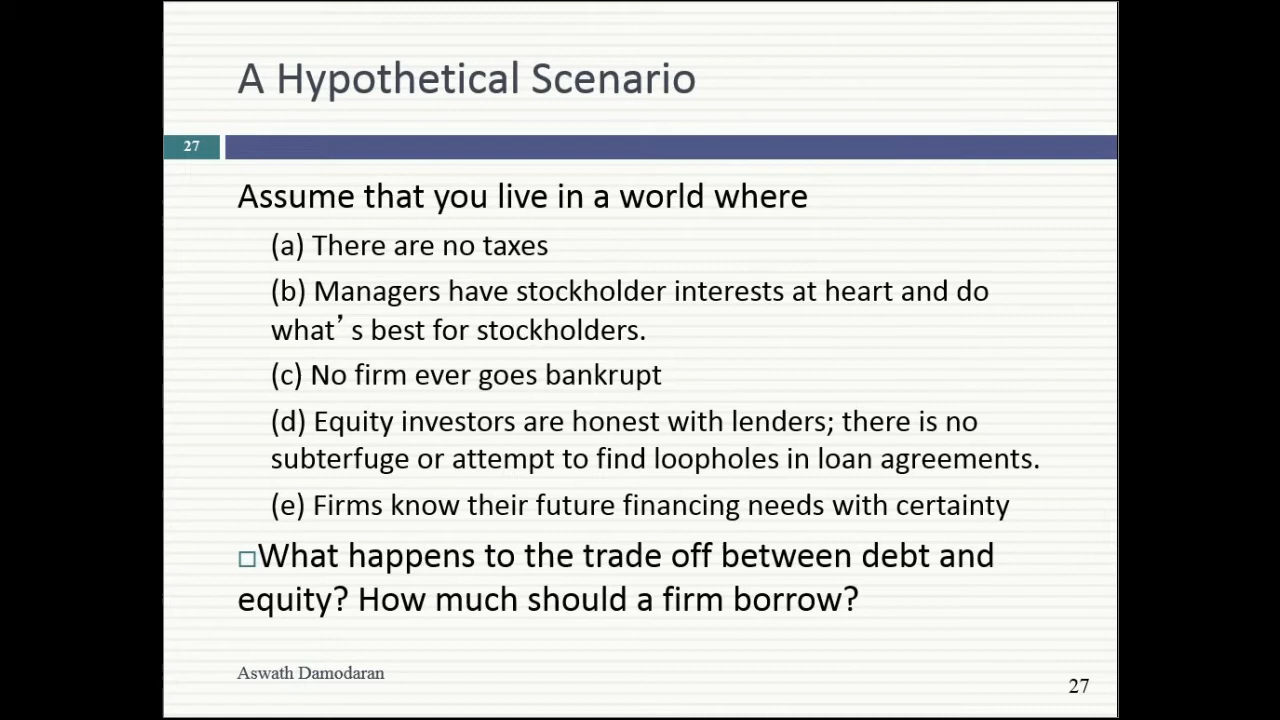 A Hypothetical Scenario
27
Assume that you live in a world where
(a) There are no taxes
(b) Managers have stockholder interests at heart and do
what’s best for stockholders.
(c) No firm ever goes bankrupt
(d) Equity investors are honest with lenders; there is no
subterfuge or attempt to find loopholes in loan agreements.
(e) Firms know their future financing needs with certainty
□What happens to the trade off between debt and
equity? How much should a firm borrow?
Aswath Damodaran
27